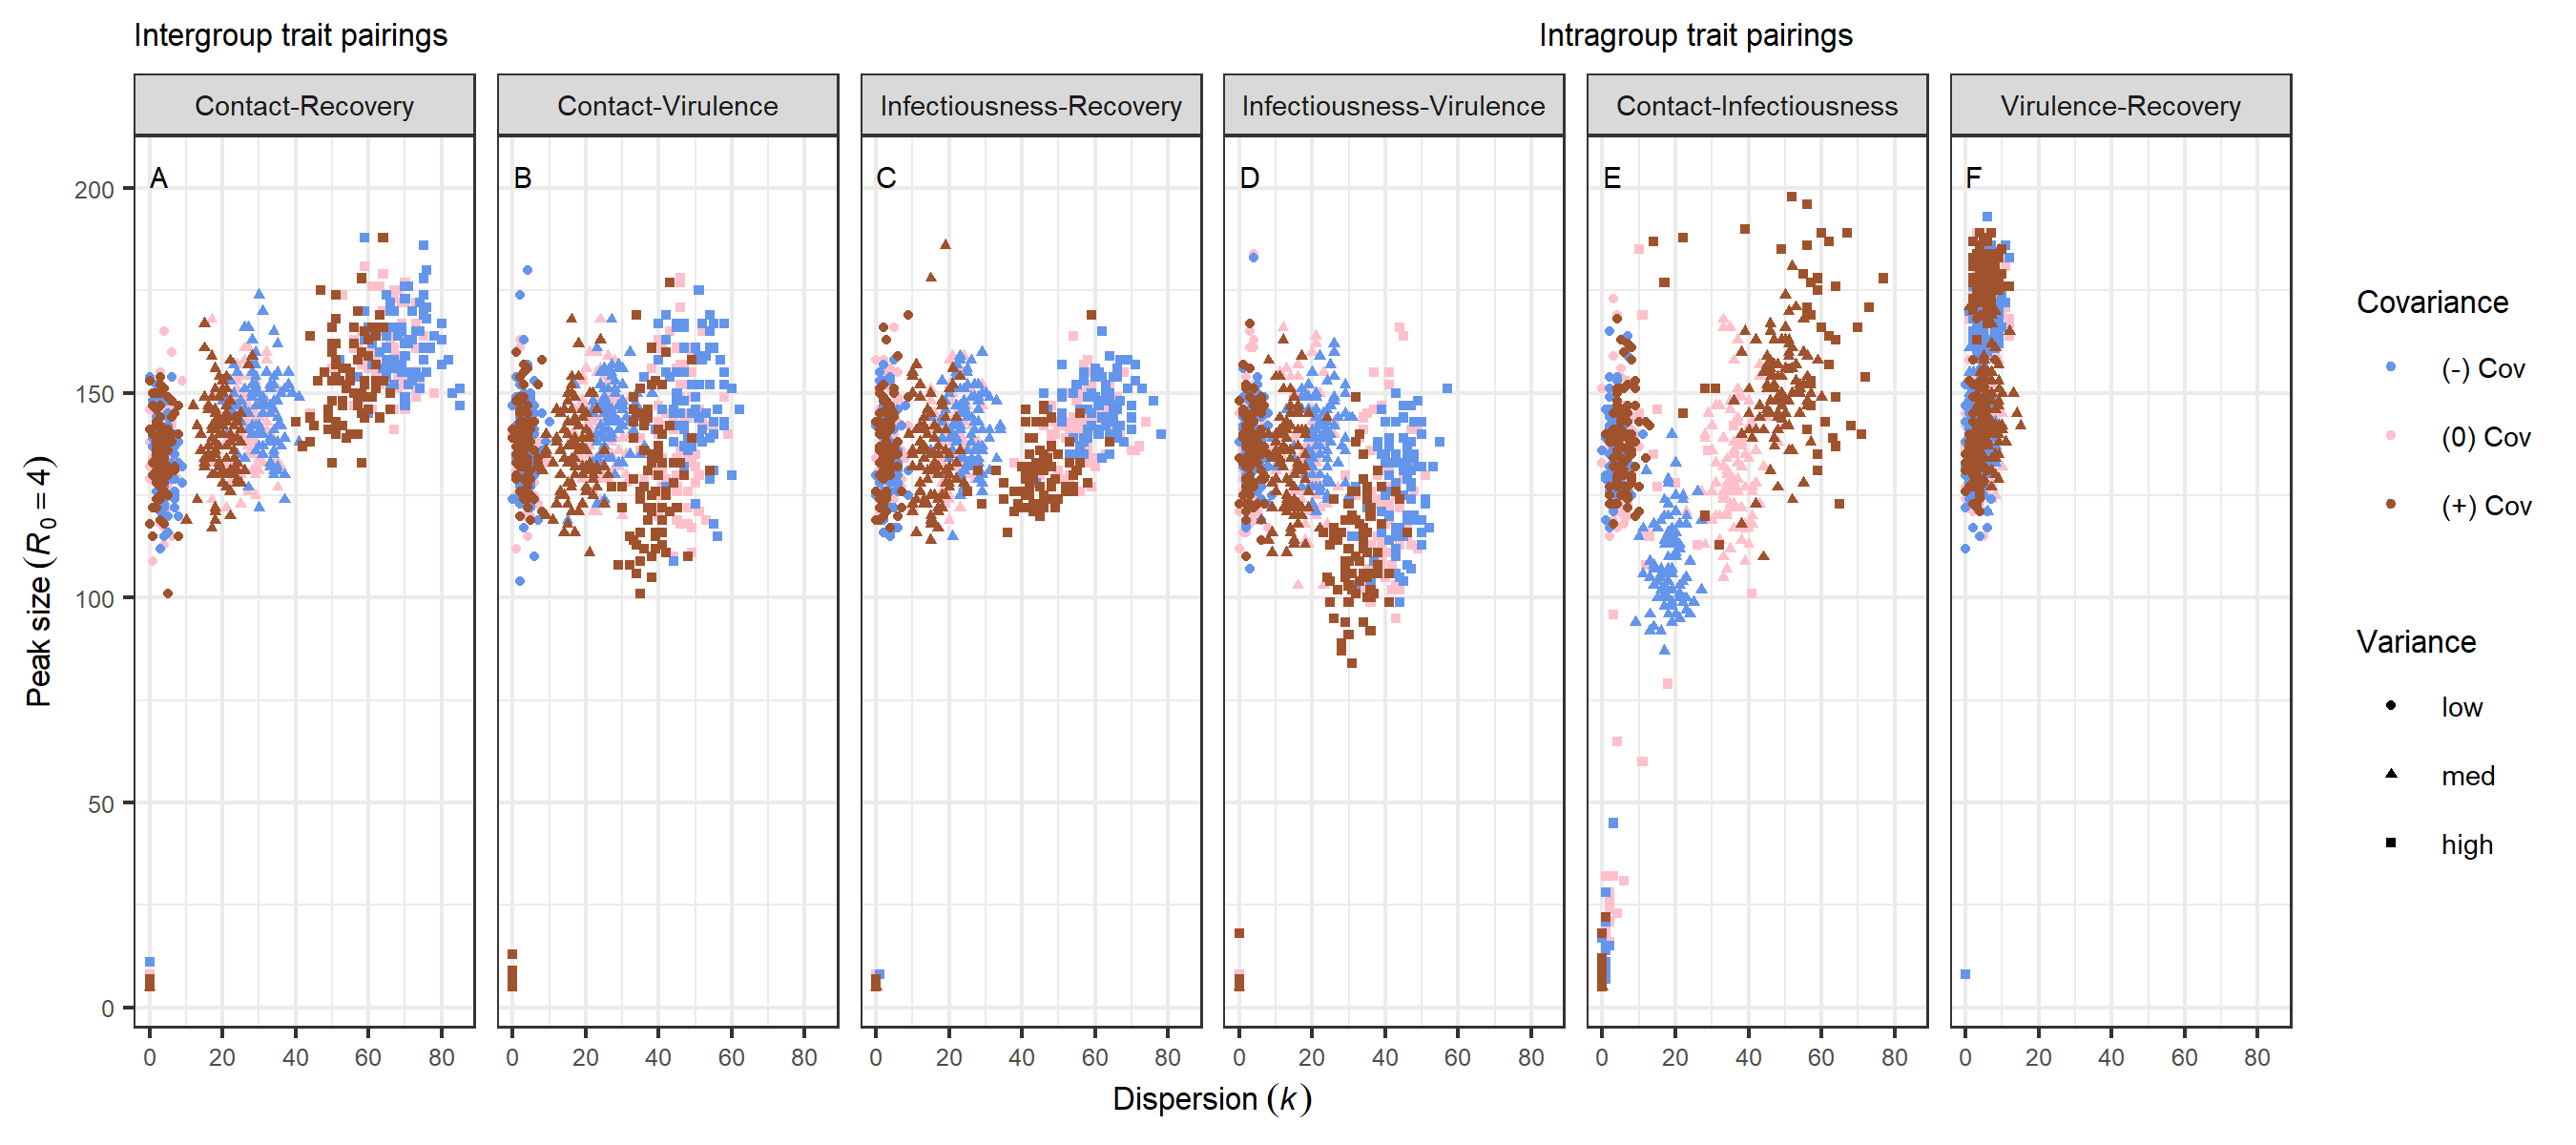 Intergroup trait pairings
Intragroup trait pairings
Contact-Recovery
Contact-Virulence
Infectiousness-Recovery
Infectiousness-Virulence
Contact-Infectiousness
Virulence-Recovery
A
B
C
D
E
F
Peak size (R₀ = 4)
200
150
100
50
0
0 20 40 60 80
0 20 40 60 80
0 20 40 60 80
0 20 40 60 80
0 20 40 60 80
0 20 40 60 80
Dispersion (k)
Covariance
(-) Cov
(0) Cov
(+) Cov
Variance
low
med
high